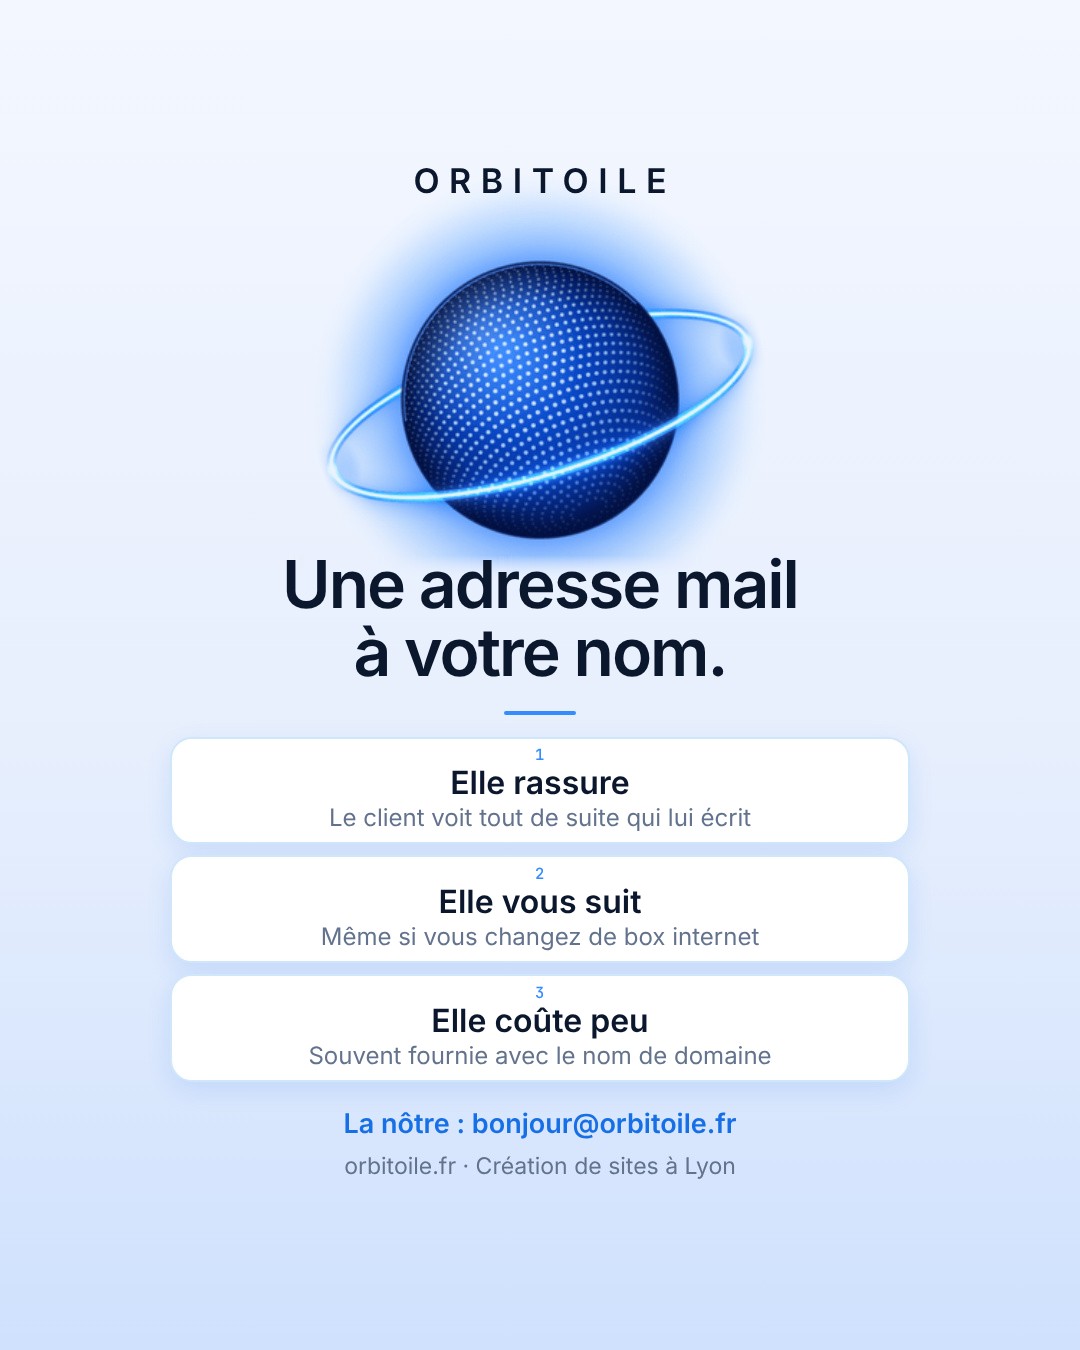 ORBITOILE
Une adresse mail
à votre nom.
1
Elle rassure
Le client voit tout de suite qui lui écrit
2
Elle vous suit
Même si vous changez de box internet
3
Elle coûte peu
Souvent fournie avec le nom de domaine
La nôtre : bonjour@orbitoile.fr
orbitoile.fr · Création de sites à Lyon